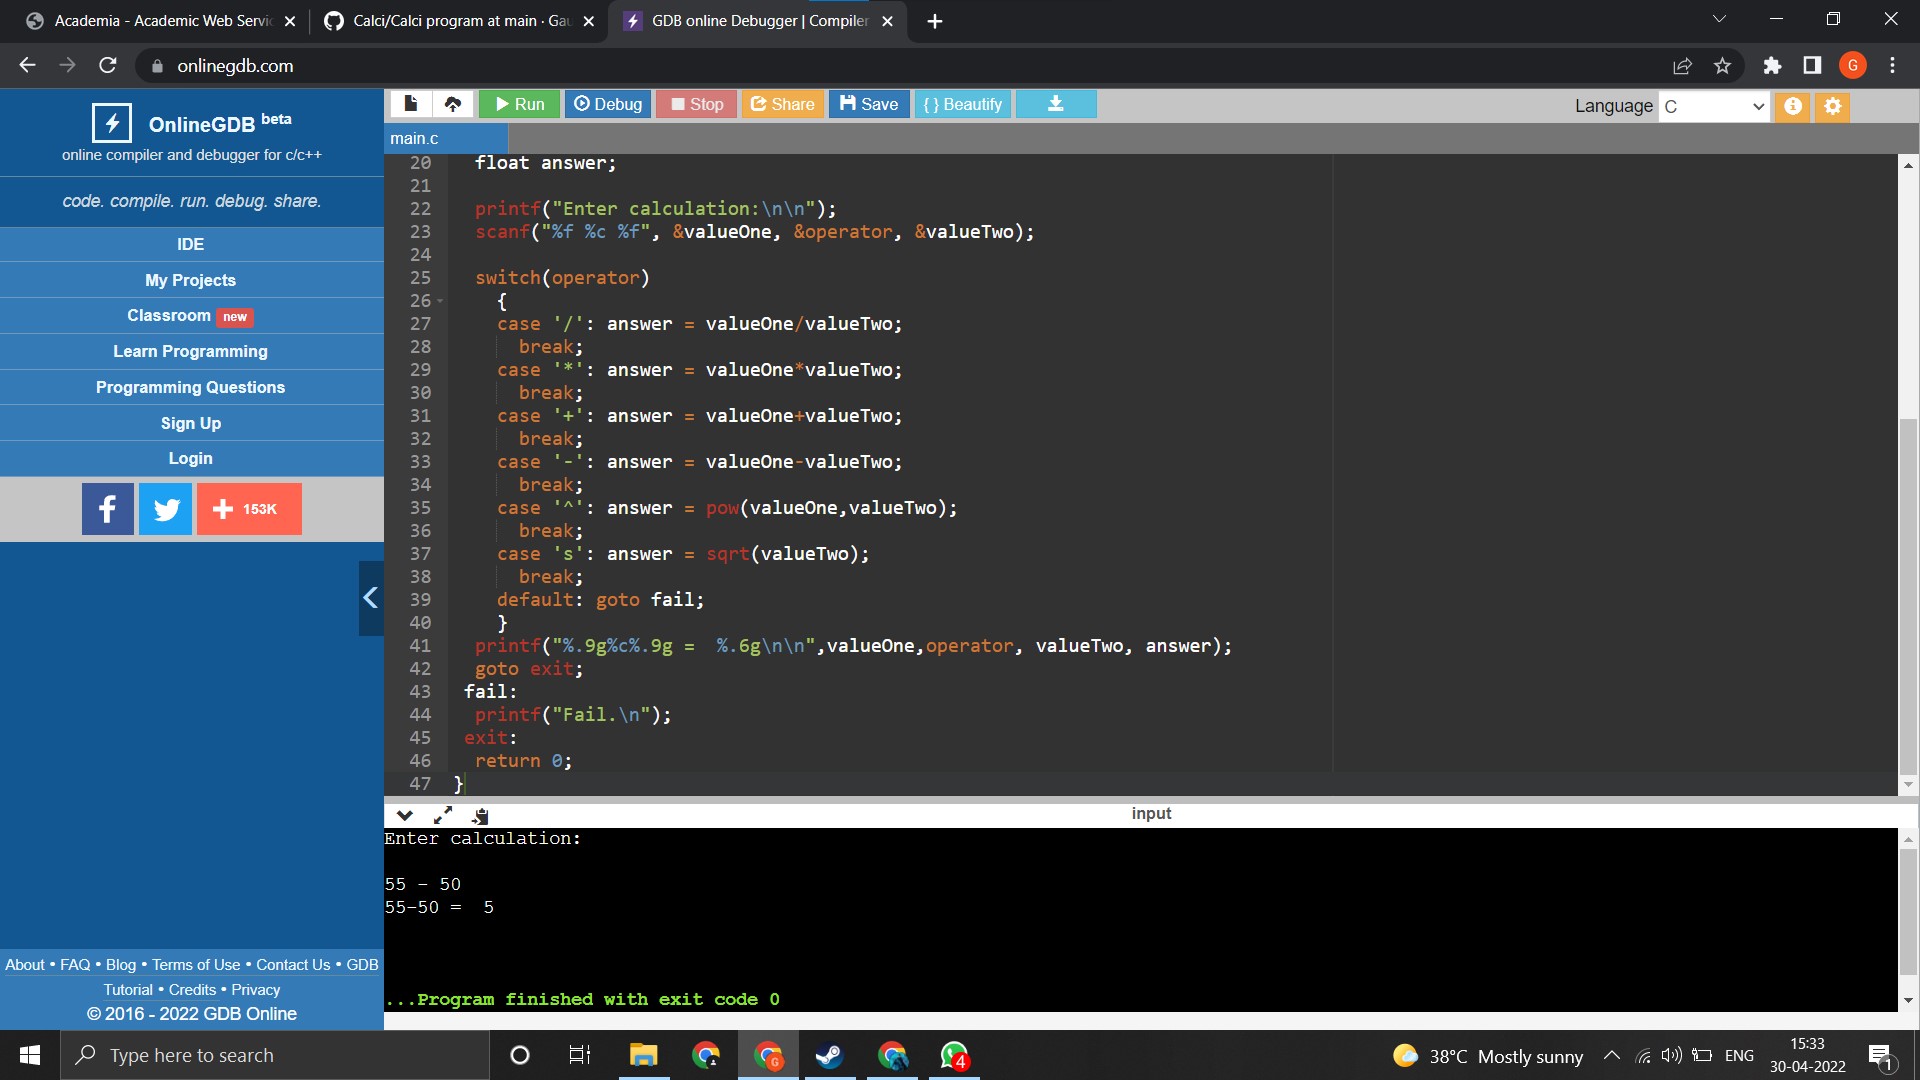 Academia - Academic Web Servic
Calci/Calci program at main · Gau
GDB online Debugger | Compiler
onlinegdb.com
G
OnlineGDB beta
online compiler and debugger for c/c++
code. compile. run. debug. share.
IDE
My Projects
Classroom new
Learn Programming
Programming Questions
Sign Up
Login
153K
About • FAQ • Blog • Terms of Use • Contact Us • GDB
Tutorial • Credits • Privacy
© 2016 - 2022 GDB Online
Run Debug Stop Share Save { } Beautify
Language C
main.c
20 float answer;
21
22 printf("Enter calculation:\n\n");
23 scanf("%f %c %f", &valueOne, &operator, &valueTwo);
24
25 switch(operator)
26 {
27 case '/': answer = valueOne/valueTwo;
28 break;
29 case '*': answer = valueOne*valueTwo;
30 break;
31 case '+': answer = valueOne+valueTwo;
32 break;
33 case '-': answer = valueOne-valueTwo;
34 break;
35 case '^': answer = pow(valueOne,valueTwo);
36 break;
37 case 's': answer = sqrt(valueTwo);
38 break;
39 default: goto fail;
40 }
41 printf("%.9g%c%.9g =  %.6g\n\n",valueOne,operator, valueTwo, answer);
42 goto exit;
43 fail:
44 printf("Fail.\n");
45 exit:
46 return 0;
47 }
input
Enter calculation:
55 - 50
55-50 =  5
...Program finished with exit code 0
Type here to search
G
4
38°C Mostly sunny
ENG
15:33
30-04-2022
1